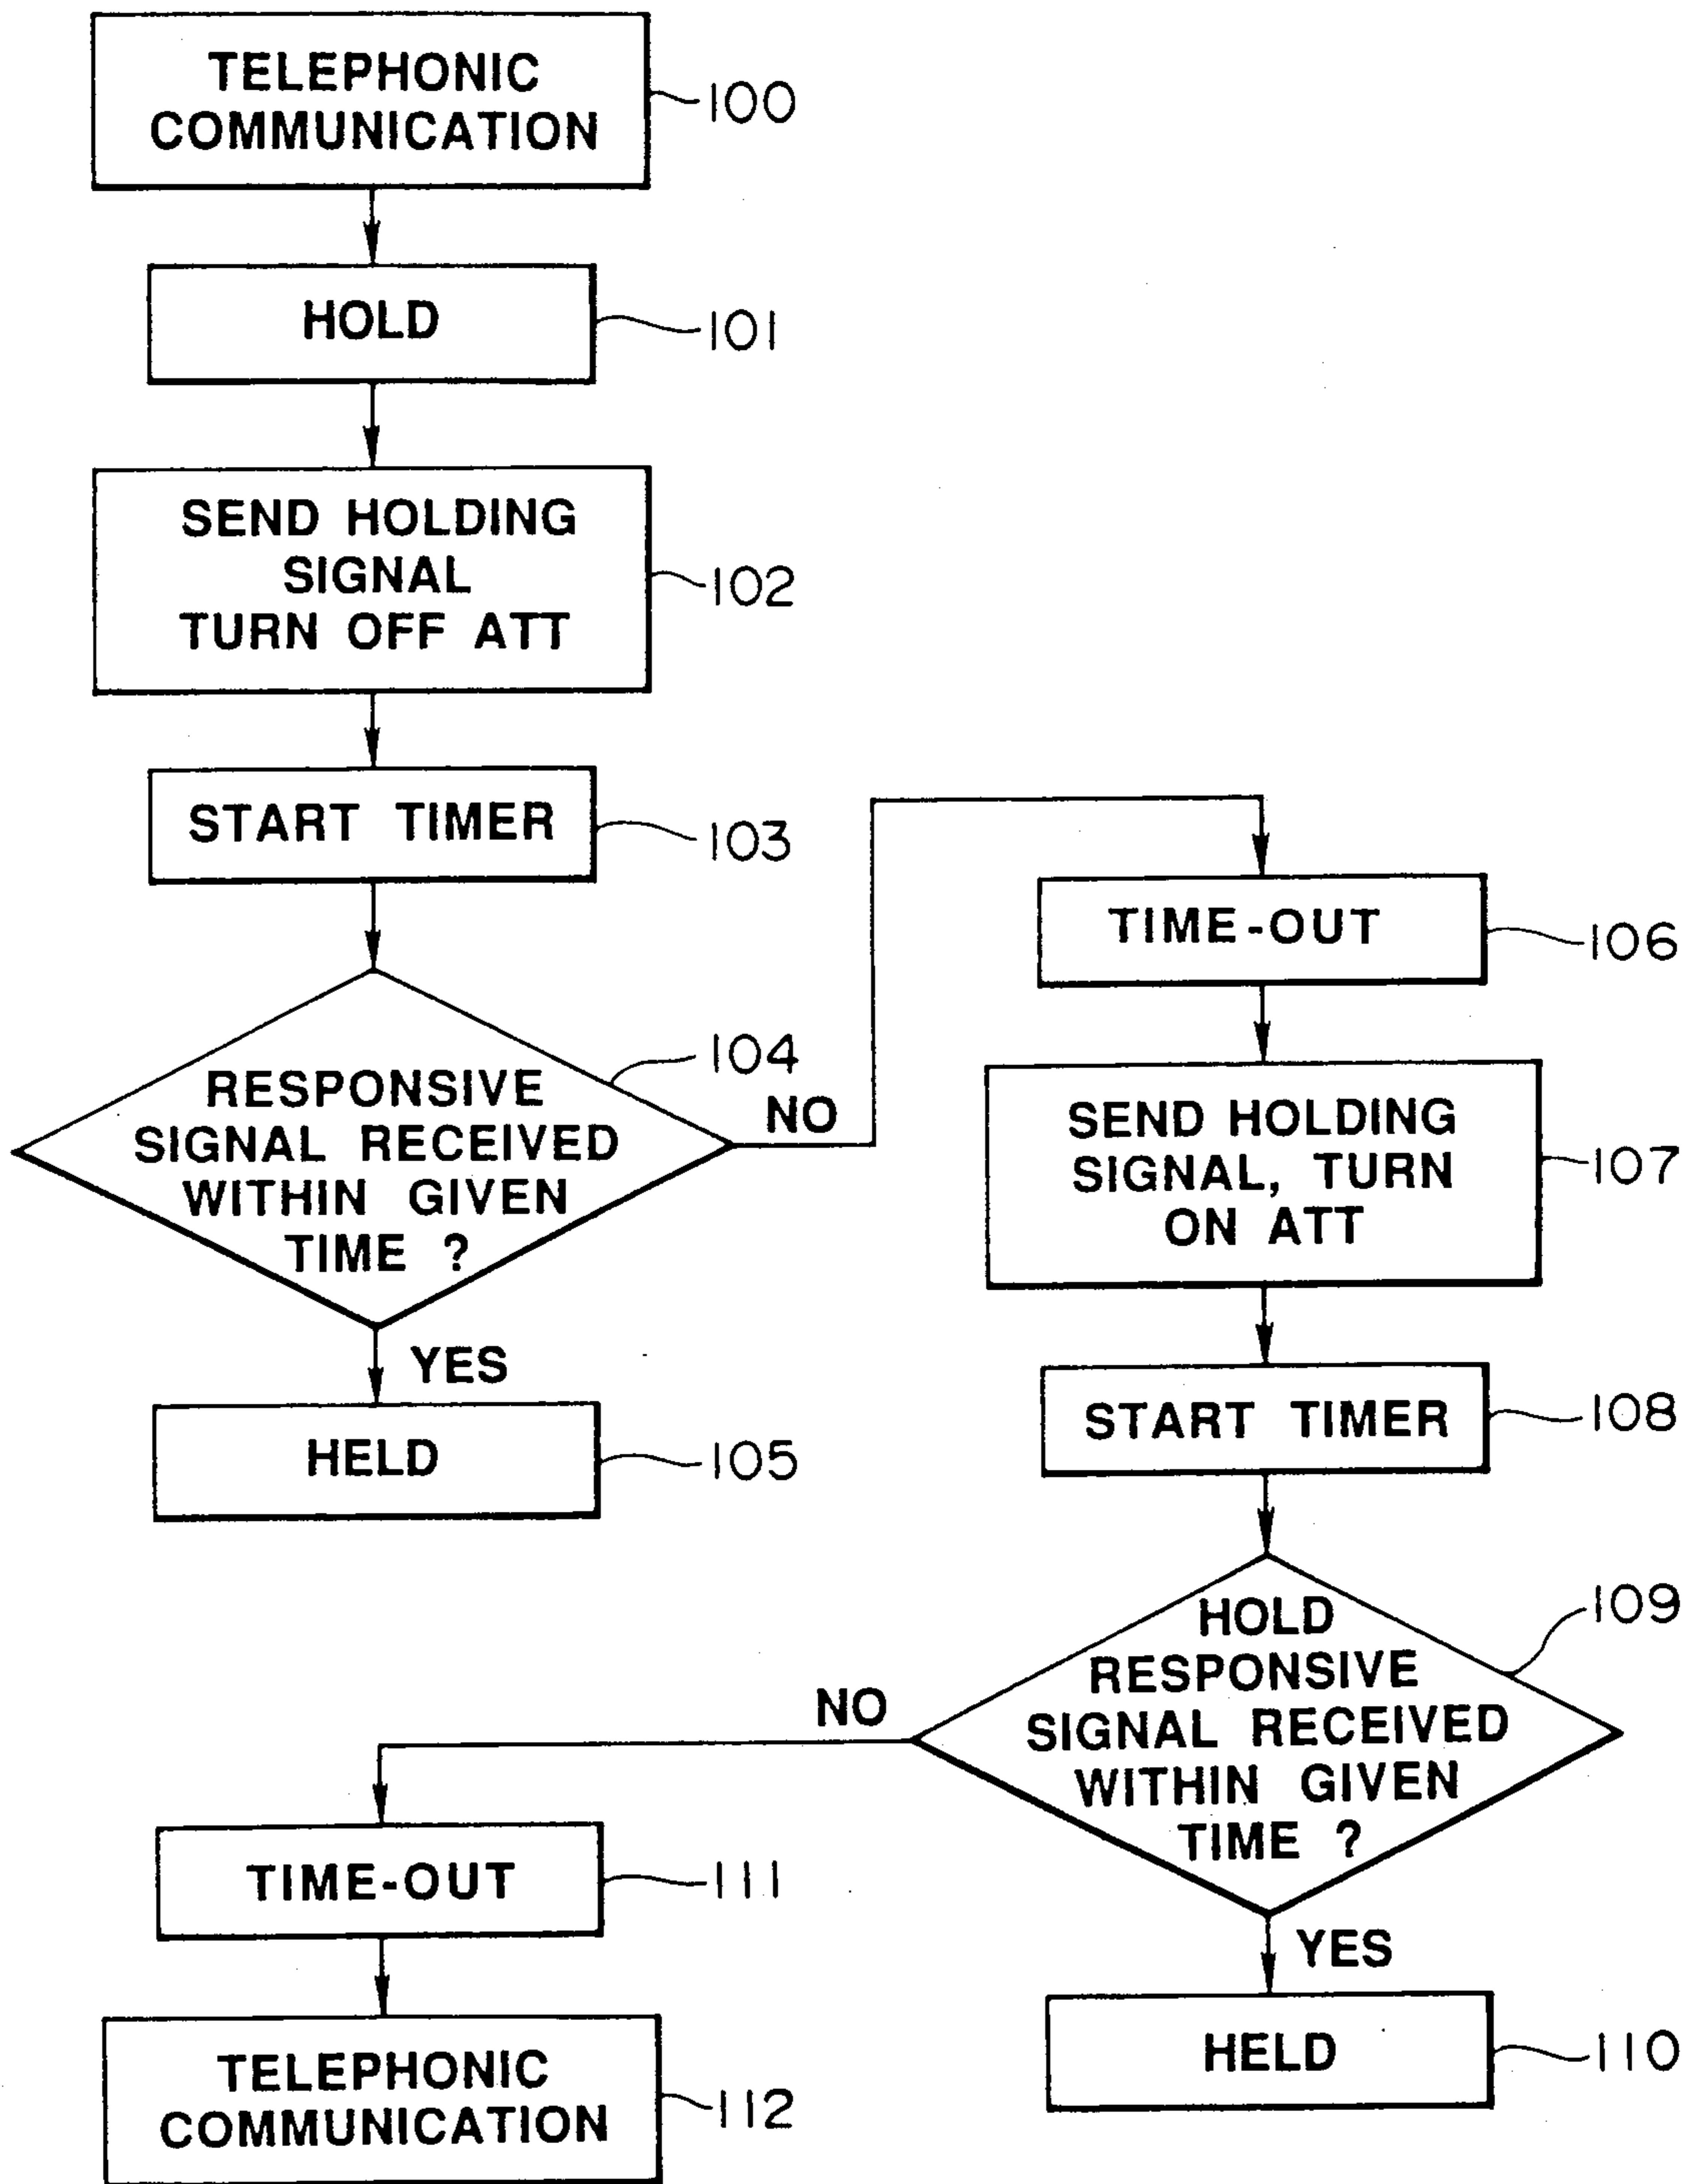 TELEPHONIC
COMMUNICATION
100
HOLD
101
SEND HOLDING
SIGNAL
TURN OFF ATT
102
START TIMER
103
RESPONSIVE
SIGNAL RECEIVED
WITHIN GIVEN
TIME ?
104
NO
YES
HELD
105
TIME-OUT
106
SEND HOLDING
SIGNAL, TURN
ON ATT
107
START TIMER
108
HOLD
RESPONSIVE
SIGNAL RECEIVED
WITHIN GIVEN
TIME ?
109
NO
YES
HELD
110
TIME-OUT
111
TELEPHONIC
COMMUNICATION
112